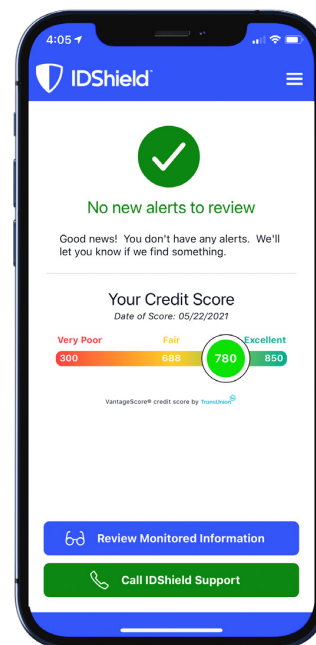 4:05
IDShield
No new alerts to review
Good news! You don't have any alerts. We'll
let you know if we find something.
Your Credit Score
Date of Score: 05/22/2021
Very Poor Fair Excellent
300 688 780 850
VantageScore® credit score by TransUnion
Review Monitored Information
Call IDShield Support